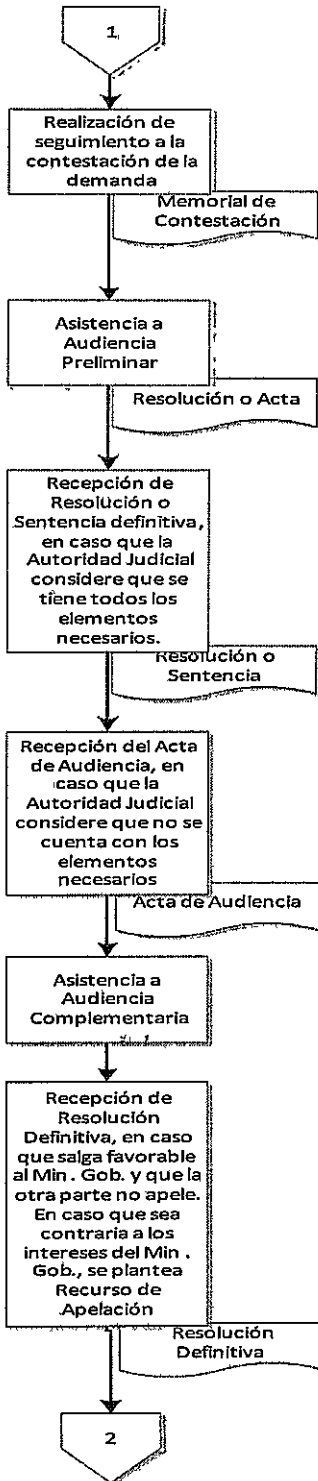 1
Realización de
seguimiento a la
contestación de la
demanda
Memorial de
Contestación
Asistencia a
Audiencia
Preliminar
Resolución o Acta
Recepción de
Resolución o
Sentencia definitiva,
en caso que la
Autoridad Judicial
considere que se
tiene todos los
elementos
necesarios.
Resolución o
Sentencia
Recepción del Acta
de Audiencia, en
caso que la
Autoridad Judicial
considere que no se
cuenta con los
elementos
necesarios
Acta de Audiencia
Asistencia a
Audiencia
Complementaria
Recepción de
Resolución
Definitiva, en caso
que salga favorable
al Min. Gob. y que la
otra parte no apele.
En caso que sea
contraria a los
intereses del Min.
Gob., se plantea
Recurso de
Apelación
Resolución
Definitiva
2